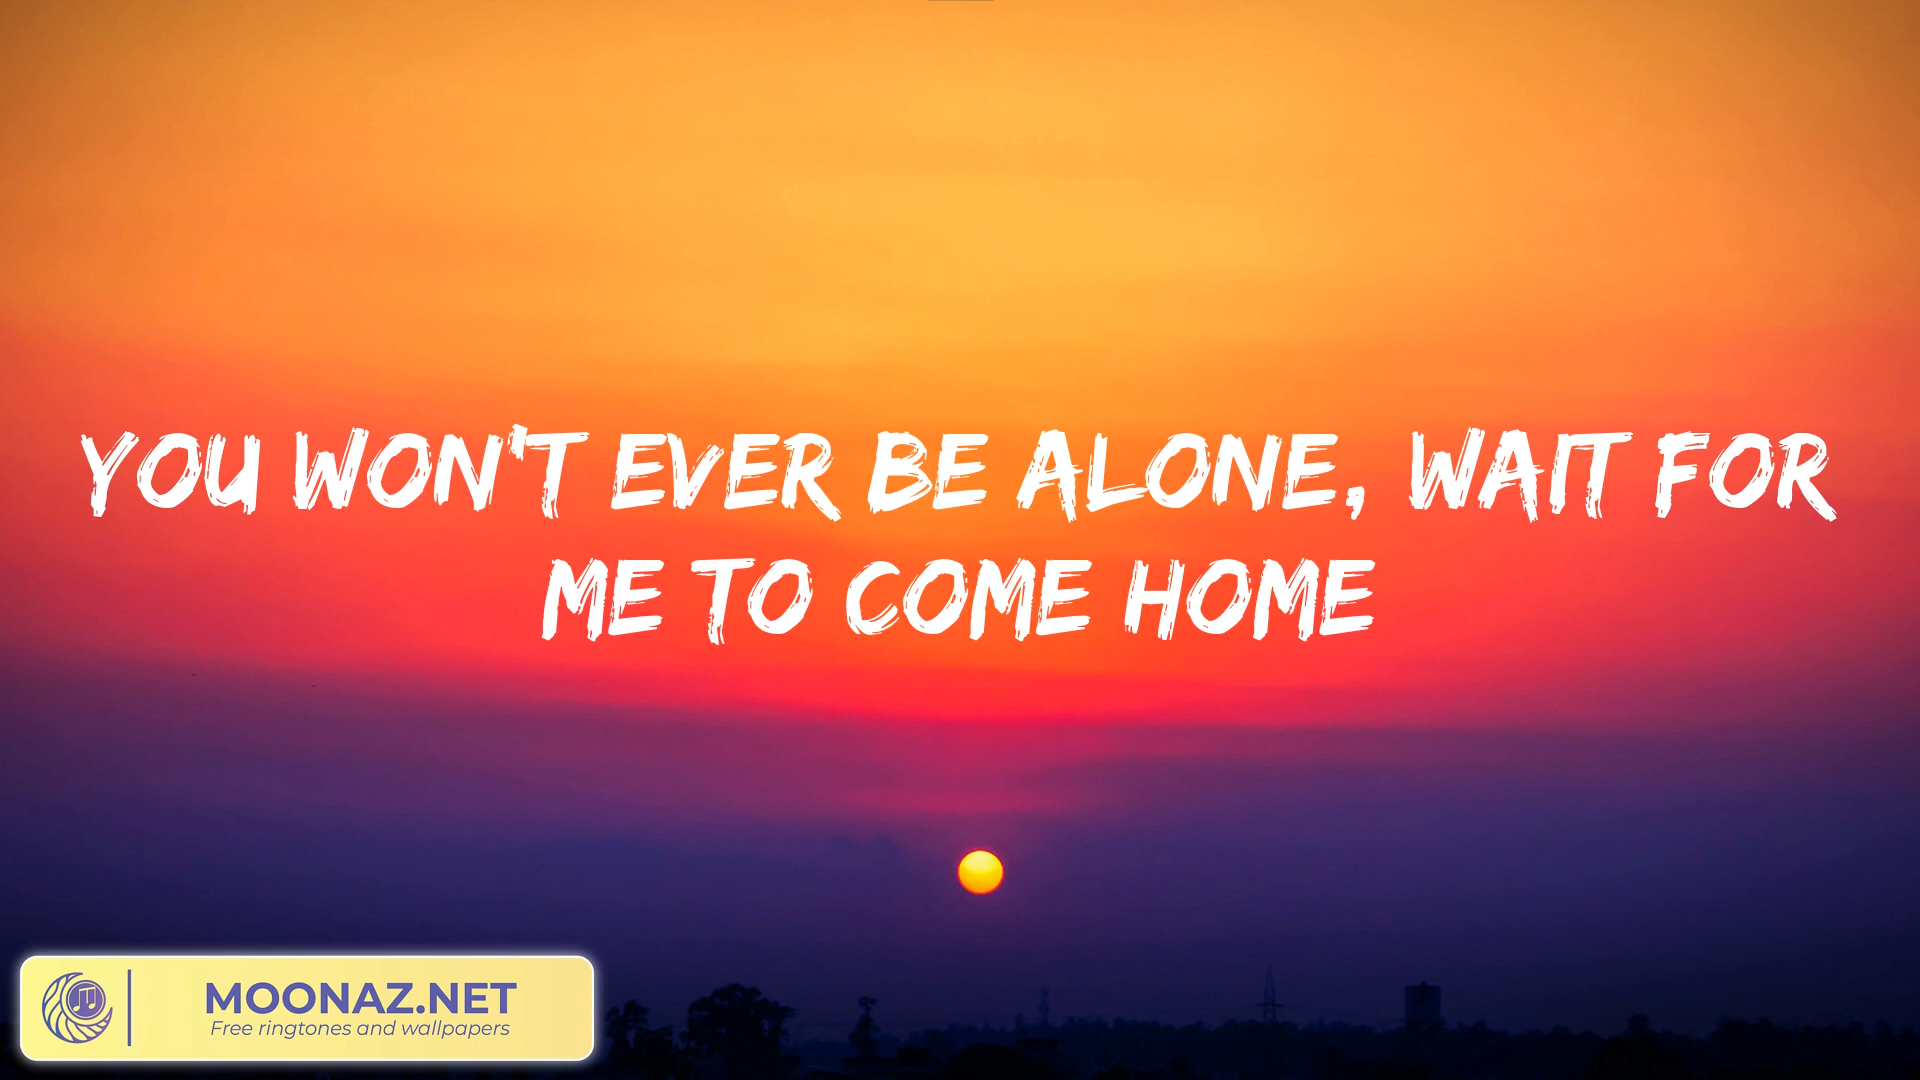 YOU WON'T EVER BE ALONE, WAIT FOR
ME TO COME HOME
MOONAZ.NET
Free ringtones and wallpapers